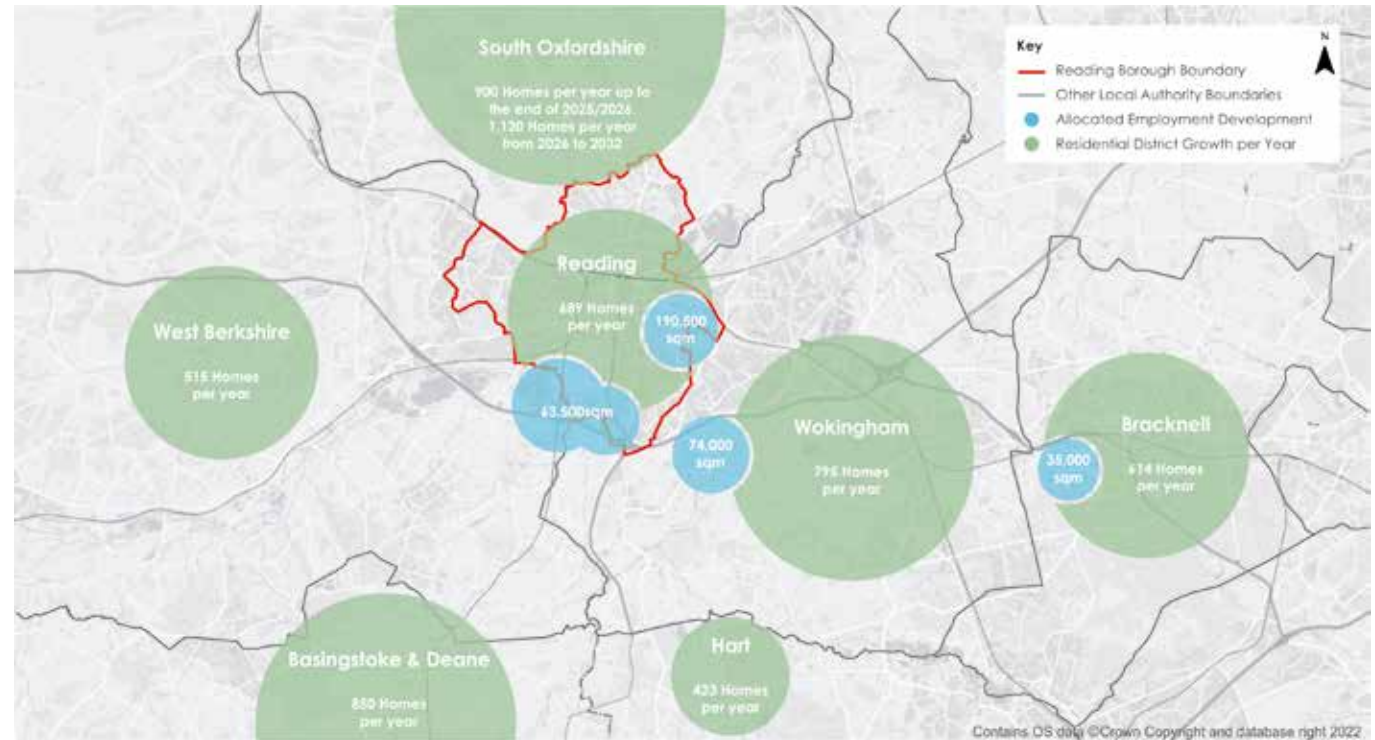 South Oxfordshire
900 Homes per year up to
the end of 2025/2026
1,120 Homes per year
from 2026 to 2032
Key
N
Reading Borough Boundary
Other Local Authority Boundaries
Allocated Employment Development
Residential District Growth per Year
Reading
689 Homes
per year
190,500
sqm
West Berkshire
515 Homes
per year
63,500sqm
74,000
sqm
Wokingham
795 Homes
per year
35,000
sqm
Bracknell
614 Homes
per year
Basingstoke & Deane
850 Homes
per year
Hart
423 Homes
per year
Contains OS data ©Crown Copyright and database right 2022